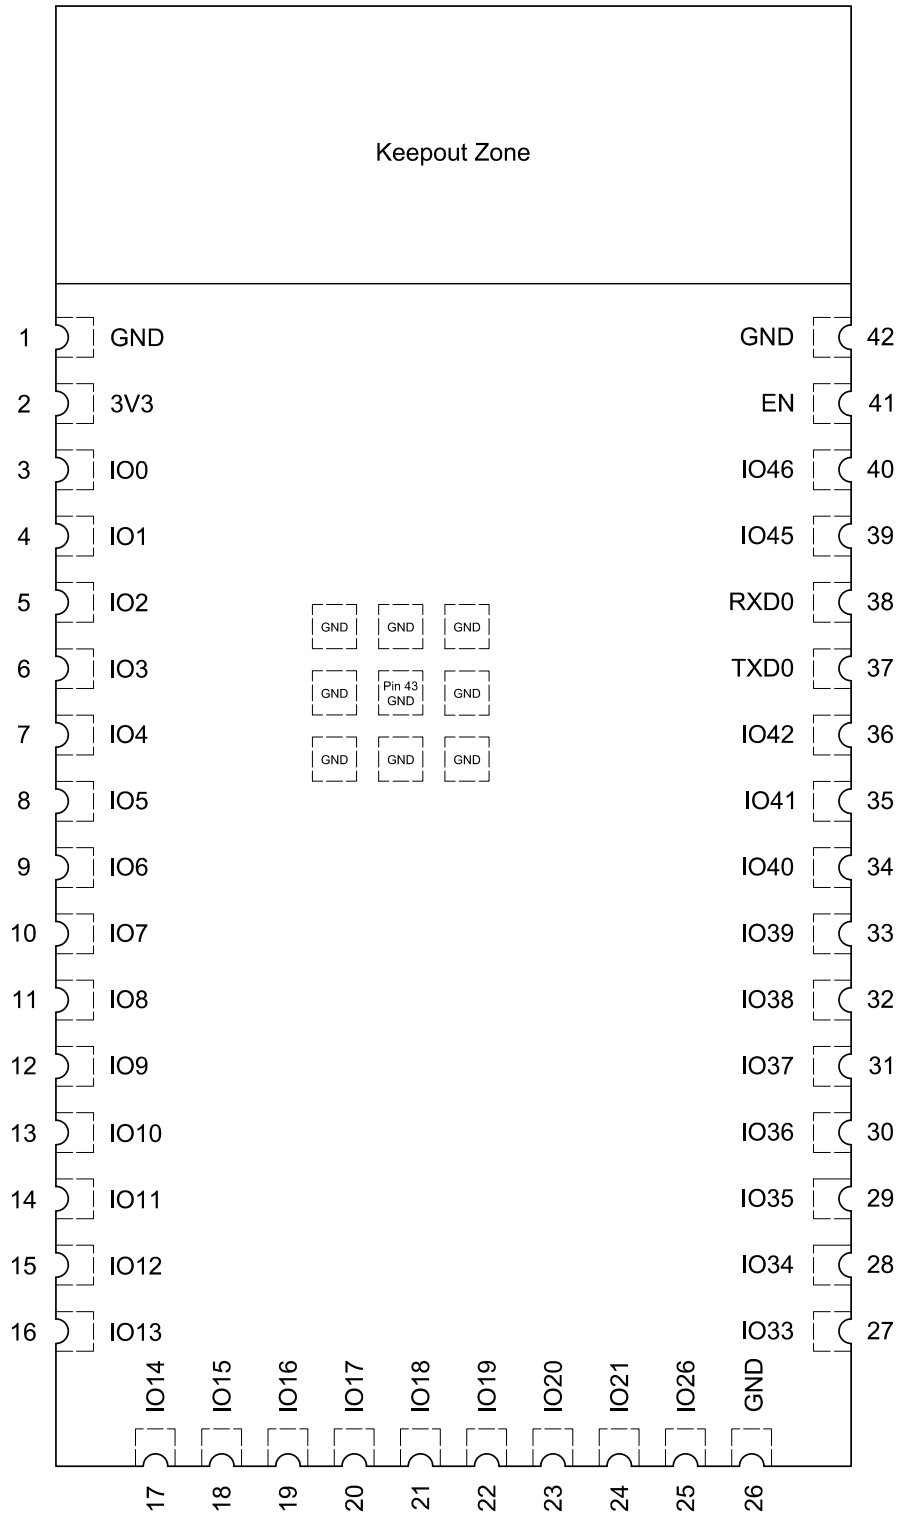 Keepout Zone
1 GND GND 42
2 3V3 EN 41
3 IO0 IO46 40
4 IO1 IO45 39
5 IO2 RXD0 38
GND GND GND
6 IO3 TXD0 37
GND Pin 43 GND
GND
7 IO4 IO42 36
GND GND GND
8 IO5 IO41 35
9 IO6 IO40 34
10 IO7 IO39 33
11 IO8 IO38 32
12 IO9 IO37 31
13 IO10 IO36 30
14 IO11 IO35 29
15 IO12 IO34 28
16 IO13 IO33 27
IO14 IO15 IO16 IO17 IO18 IO19 IO20 IO21 IO26 GND
17 18 19 20 21 22 23 24 25 26